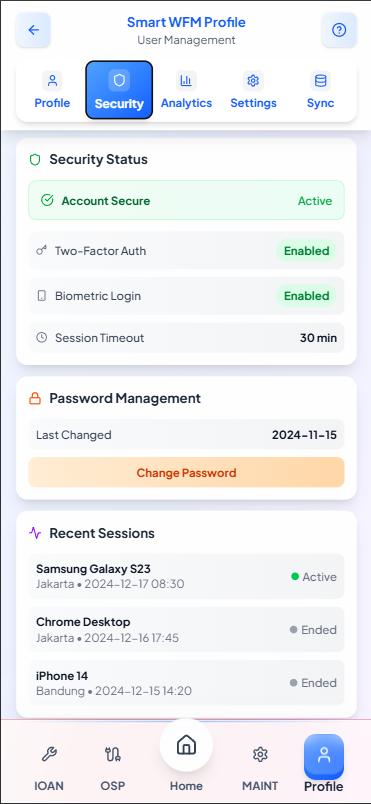 Smart WFM Profile
User Management
Profile
Security
Analytics
Settings
Sync
Security Status
Account Secure
Active
Two-Factor Auth
Enabled
Biometric Login
Enabled
Session Timeout
30 min
Password Management
Last Changed
2024-11-15
Change Password
Recent Sessions
Samsung Galaxy S23
Jakarta • 2024-12-17 08:30
Active
Chrome Desktop
Jakarta • 2024-12-16 17:45
Ended
iPhone 14
Bandung • 2024-12-15 14:20
Ended
IOAN
OSP
Home
MAINT
Profile